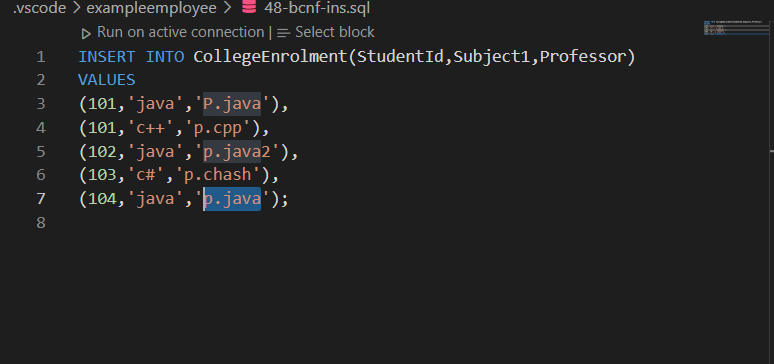 .vscode > exampleemployee > 48-bcnf-ins.sql
Run on active connection | Select block
1 INSERT INTO CollegeEnrolment(StudentId,Subject1,Professor)
2 VALUES
3 (101,'java','P.java'),
4 (101,'c++','p.cpp'),
5 (102,'java','p.java2'),
6 (103,'c#','p.chash'),
7 (104,'java','p.java');
8